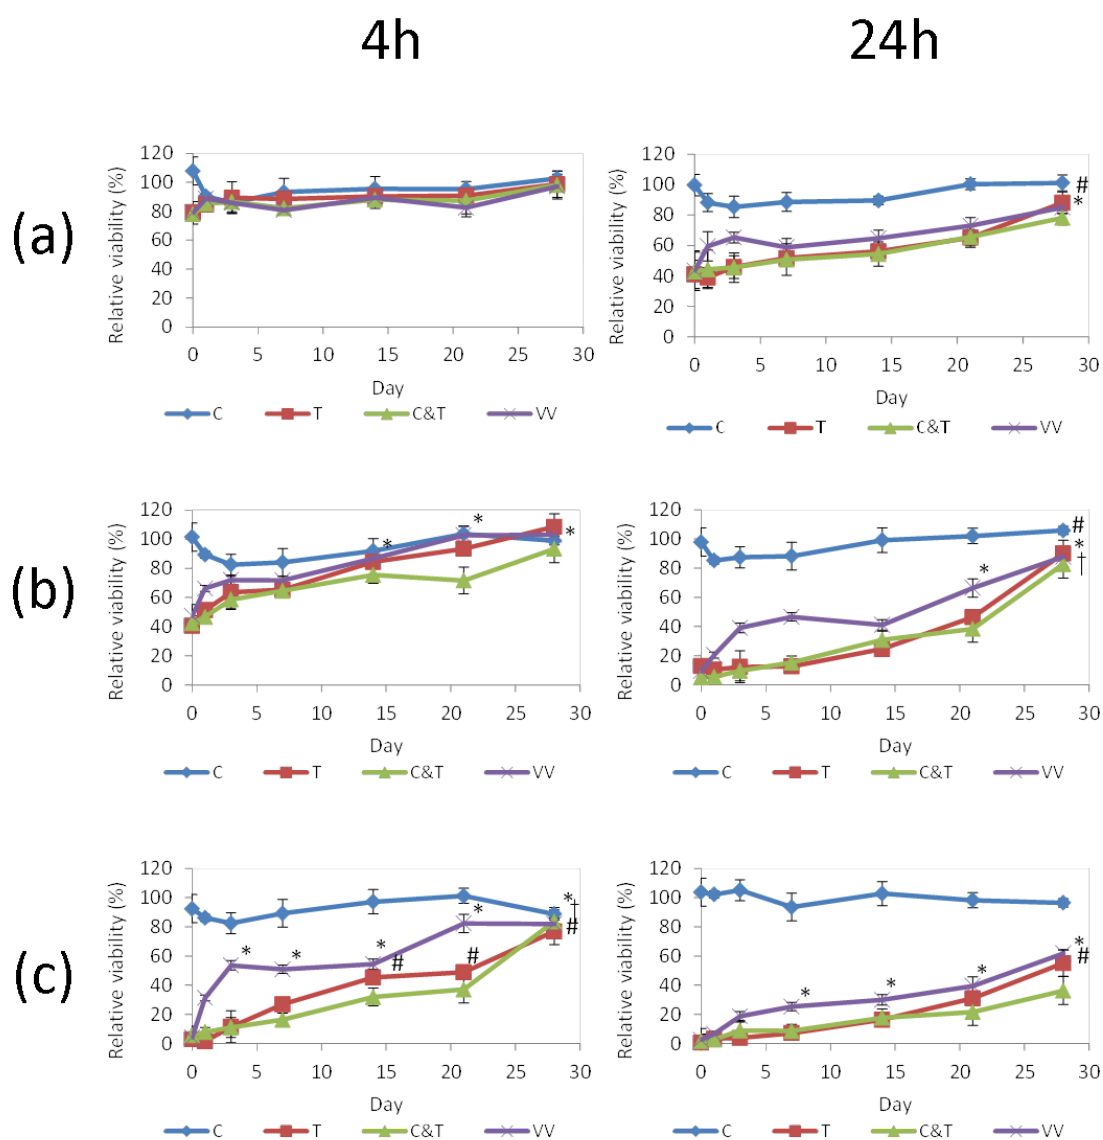 4h 24h
(a)
Relative viability (%)
120
100
80
60
40
20
0
0 5 10 15 20 25 30
Day
C T C&T VV
Relative viability (%)
120
100
80
60
40
20
0
#
*
0 5 10 15 20 25 30
Day
C T C&T VV
(b)
Relative viability (%)
120
100
80
60
40
20
0
* * *
0 5 10 15 20 25 30
Day
C T C&T VV
Relative viability (%)
120
100
80
60
40
20
0
#
*
* †
0 5 10 15 20 25 30
Day
C T C&T VV
(c)
Relative viability (%)
120
100
80
60
40
20
0
* * * * * †
# # #
0 5 10 15 20 25 30
Day
C T C&T VV
Relative viability (%)
120
100
80
60
40
20
0
* * * *
#
0 5 10 15 20 25 30
Day
C T C&T VV